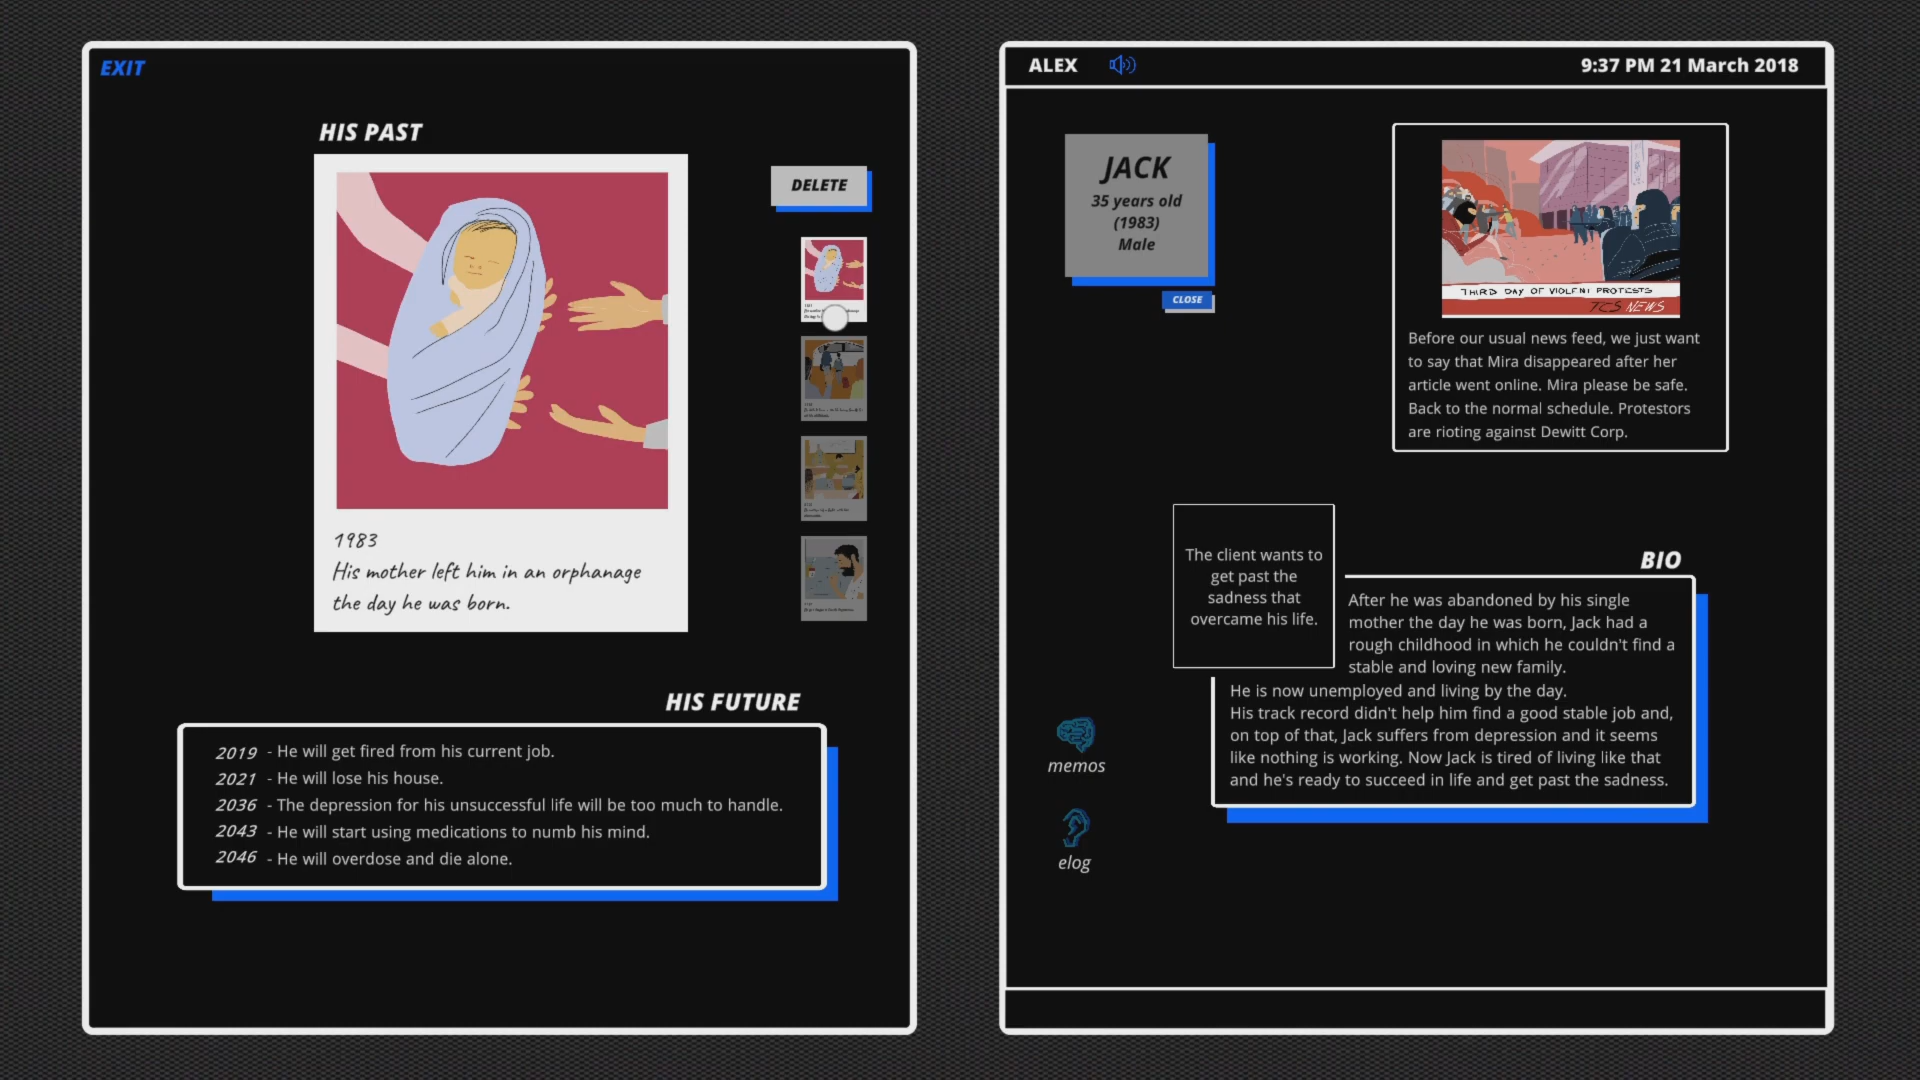 EXIT
HIS PAST
DELETE
1983
His mother left him in an orphanage
the day he was born.
HIS FUTURE
2019 - He will get fired from his current job.
2021 - He will lose his house.
2036 - The depression for his unsuccessful life will be too much to handle.
2043 - He will start using medications to numb his mind.
2046 - He will overdose and die alone.
ALEX
9:37 PM 21 March 2018
JACK
35 years old
(1983)
Male
CLOSE
THIRD DAY OF VIOLENT PROTESTS
TCS NEWS
Before our usual news feed, we just want
to say that Mira disappeared after her
article went online. Mira please be safe.
Back to the normal schedule. Protestors
are rioting against Dewitt Corp.
The client wants to
get past the
sadness that
overcame his life.
BIO
After he was abandoned by his single
mother the day he was born, Jack had a
rough childhood in which he couldn't find a
stable and loving new family.
He is now unemployed and living by the day.
His track record didn't help him find a good stable job and,
on top of that, Jack suffers from depression and it seems
like nothing is working. Now Jack is tired of living like that
and he's ready to succeed in life and get past the sadness.
memos
elog